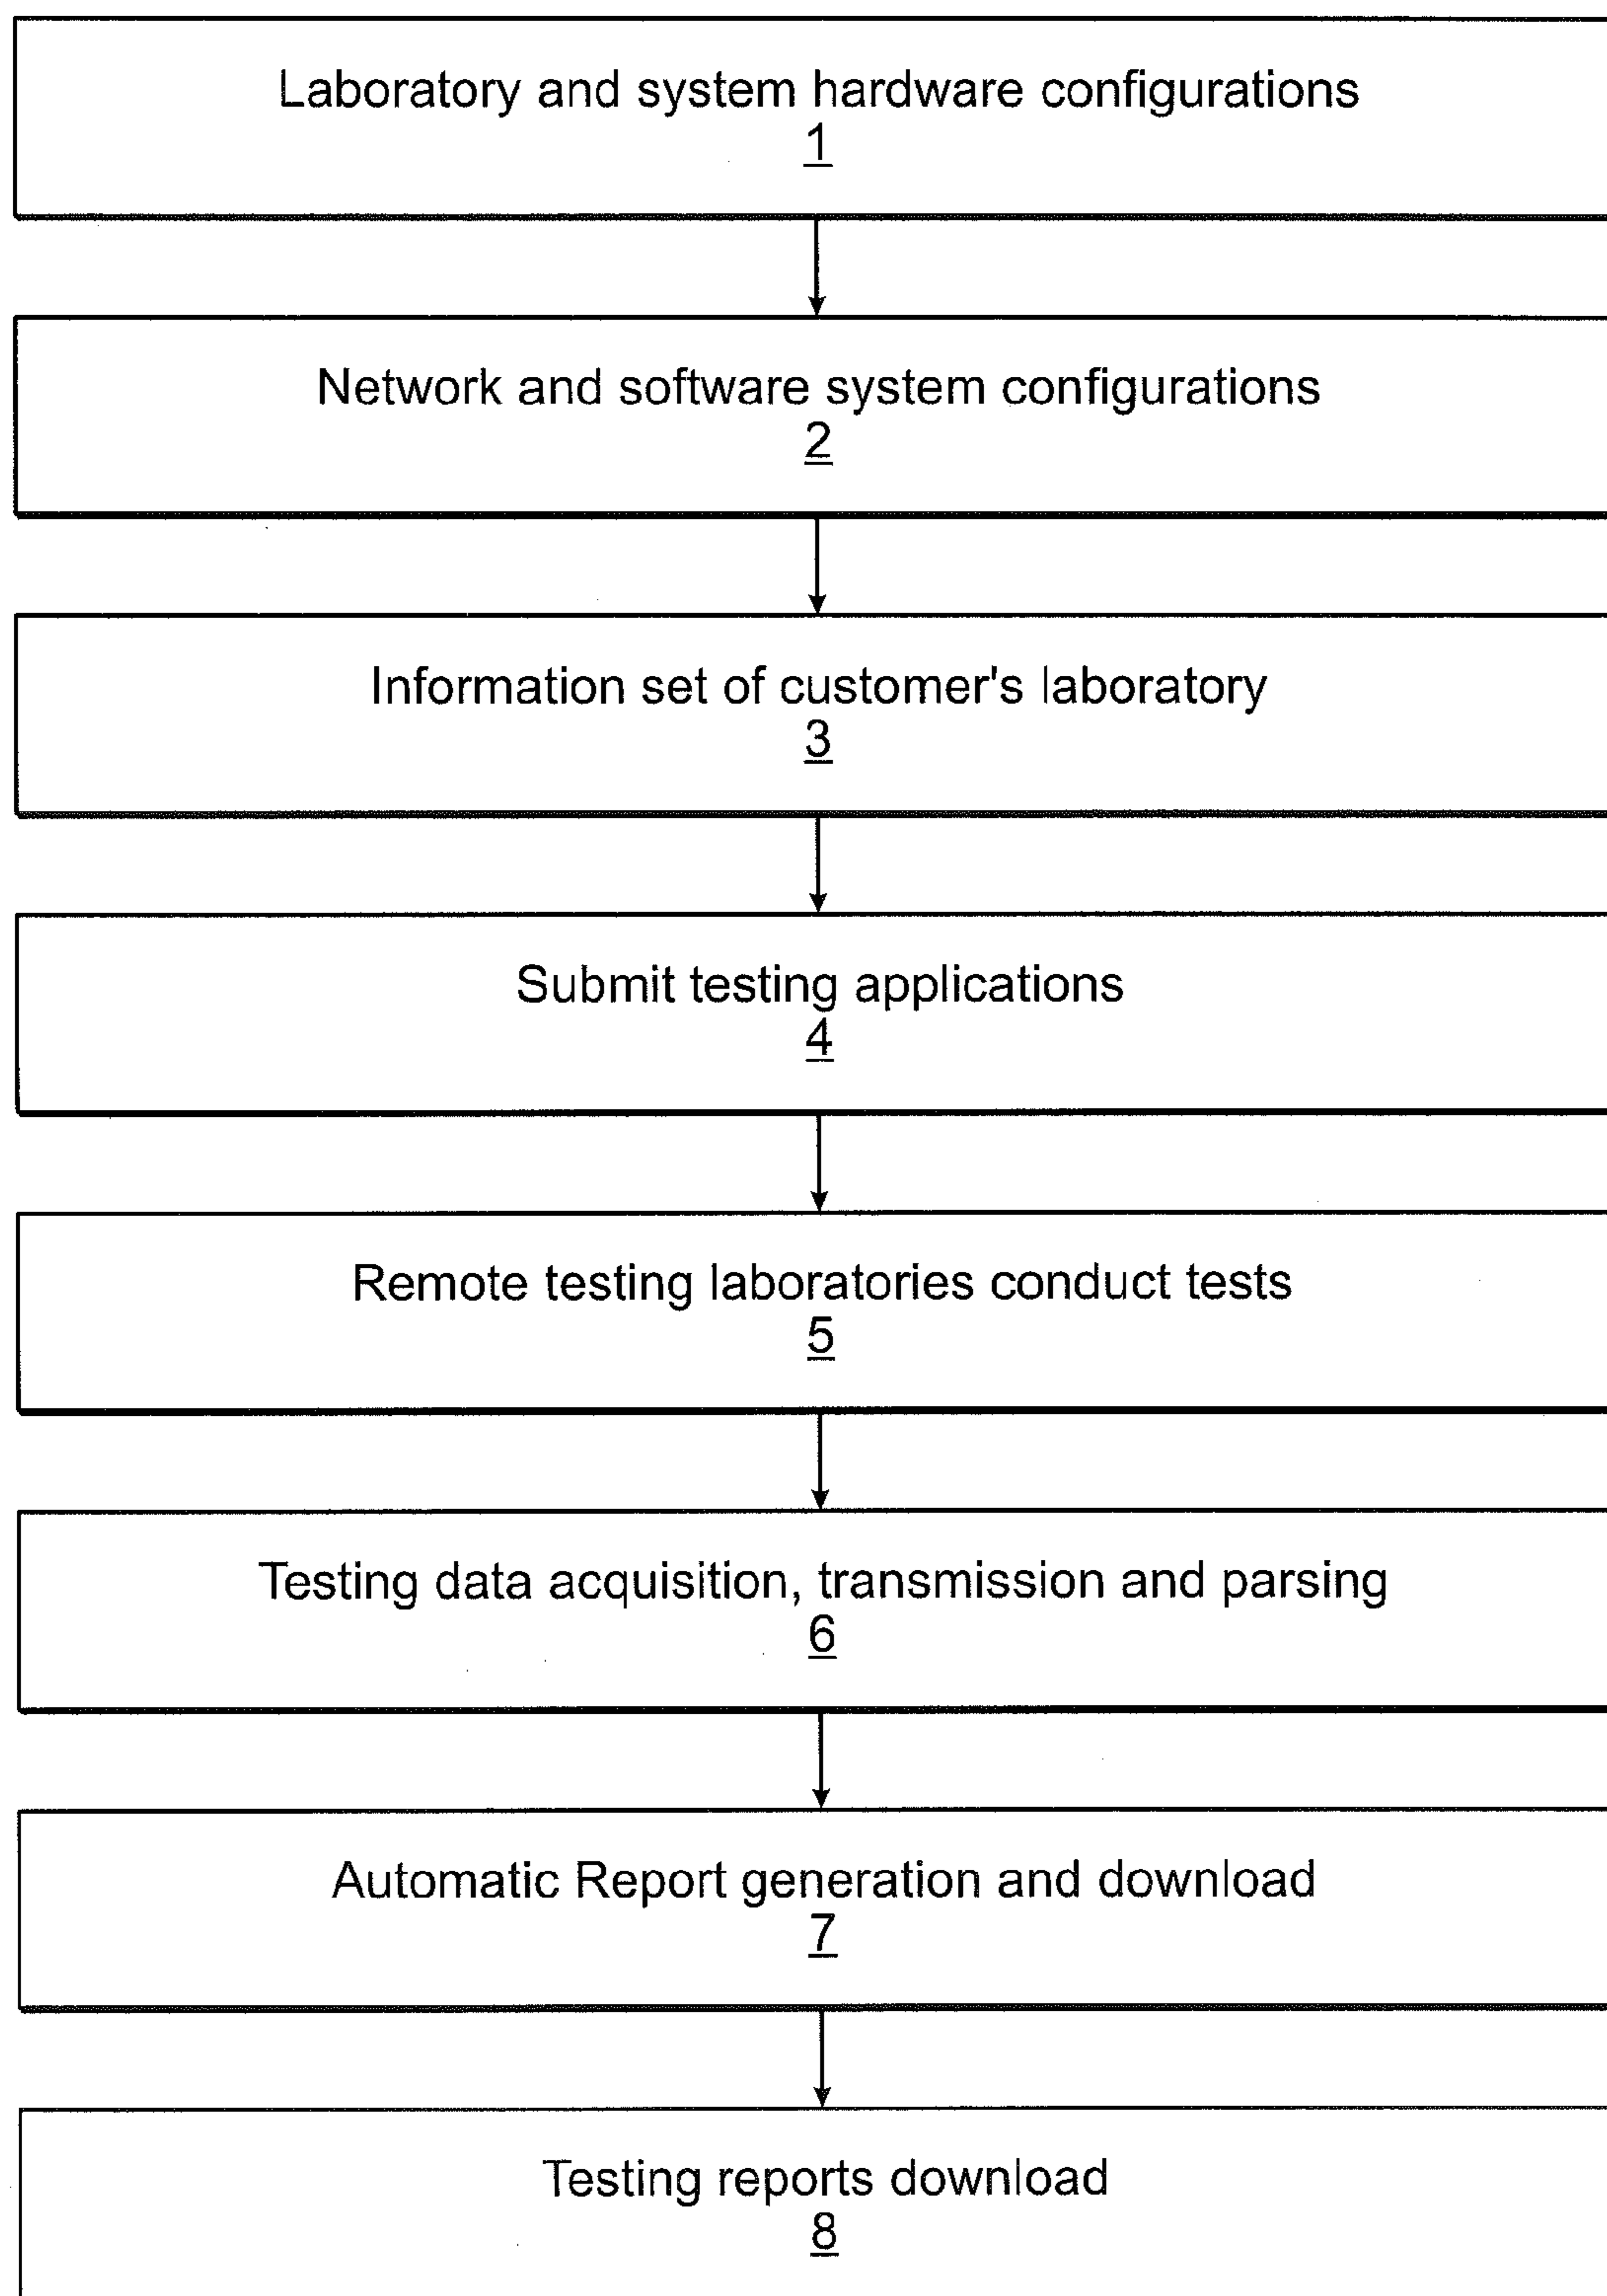 Laboratory and system hardware configurations
1
Network and software system configurations
2
Information set of customer's laboratory
3
Submit testing applications
4
Remote testing laboratories conduct tests
5
Testing data acquisition, transmission and parsing
6
Automatic Report generation and download
7
Testing reports download
8